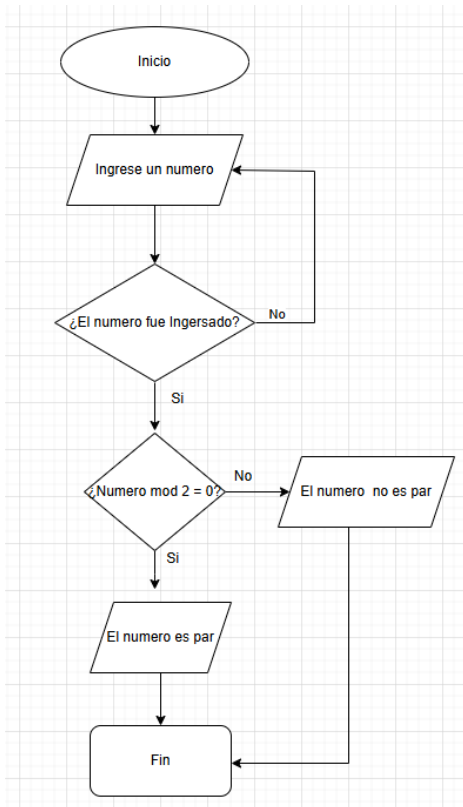 Inicio
Ingrese un numero
¿El numero fue Ingersado?
No
Si
¿Numero mod 2 = 0?
No
El numero no es par
Si
El numero es par
Fin